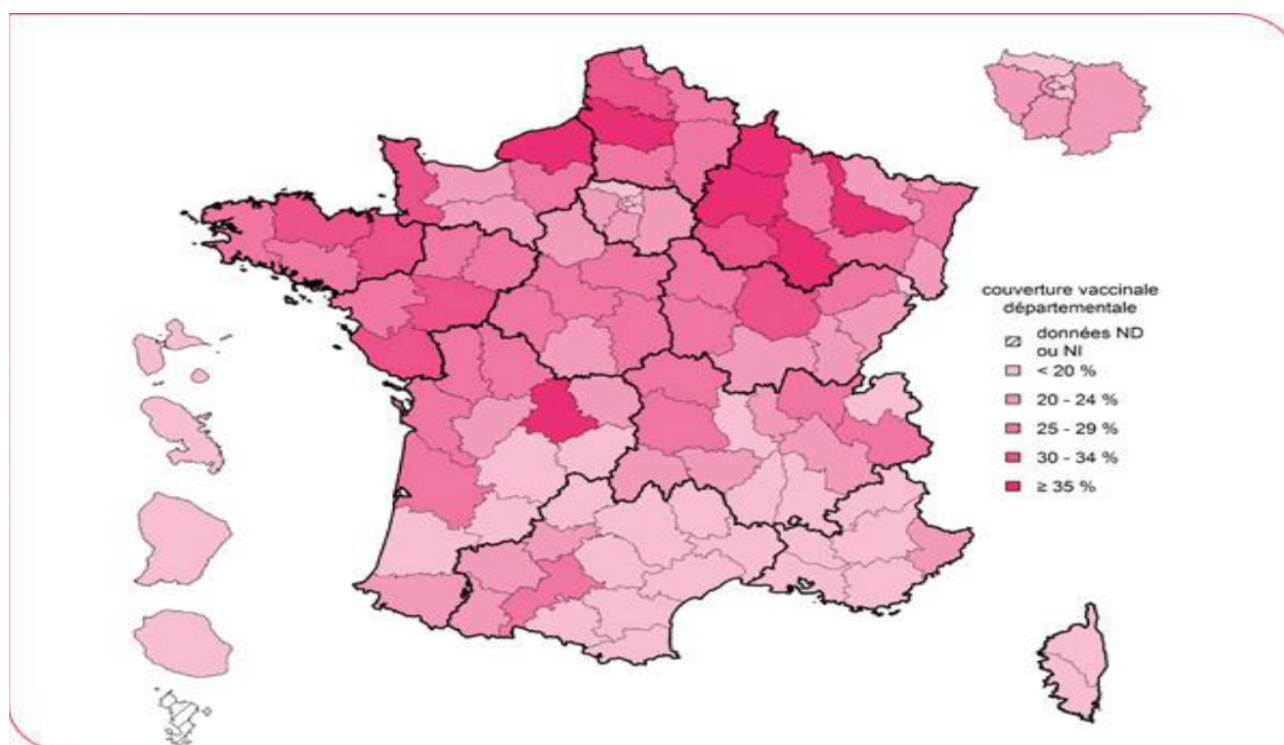 couverture vaccinale
départementale
données ND
ou NI
< 20 %
20 - 24 %
25 - 29 %
30 - 34 %
≥ 35 %